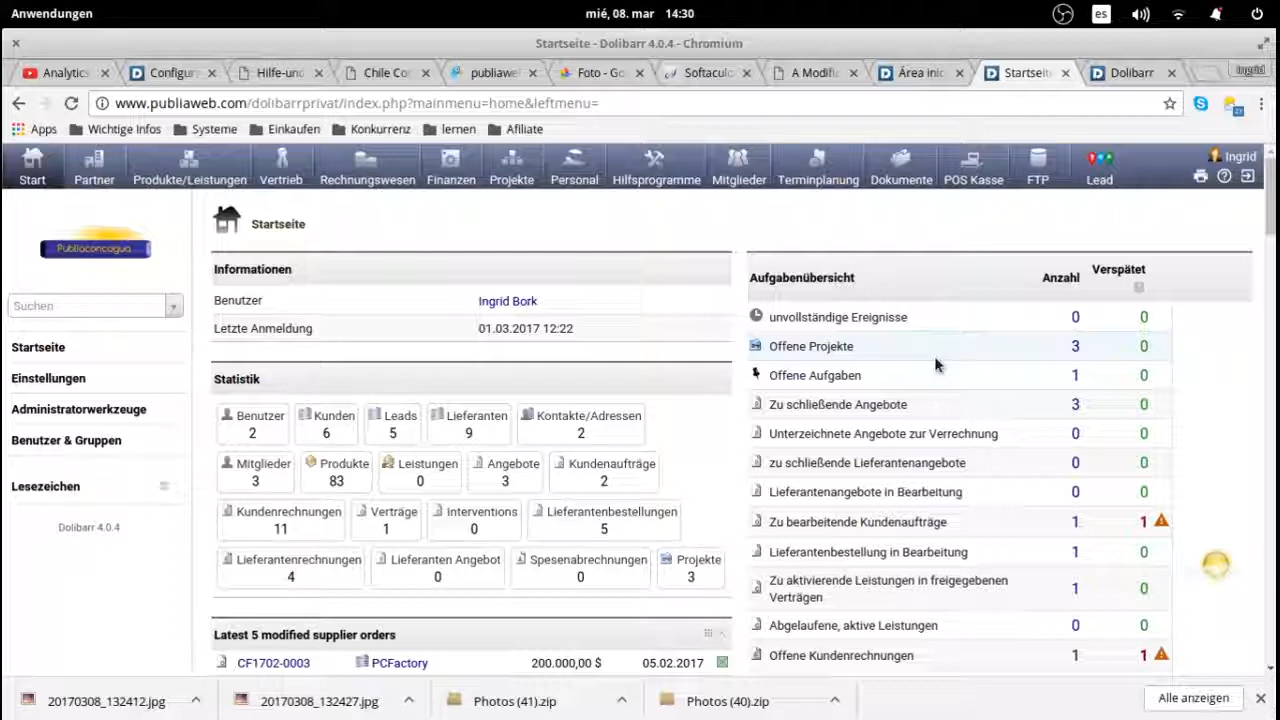 Anwendungen mié, 08. mar 14:30 es
Startseite - Dolibarr 4.0.4 - Chromium
Analytics Configur Hilfe-und Chile Co publiawe Foto - Go Softacul A Modifi Área inic Startseit Dolibarr Ingrid
www.publiaweb.com/dolibarrprivat/index.php?mainmenu=home&leftmenu=
Apps Wichtige Infos Systeme Einkaufen Konkurrenz lernen Afiliate
Start Partner Produkte/Leistungen Vertrieb Rechnungswesen Finanzen Projekte Personal Hilfsprogramme Mitglieder Terminplanung Dokumente POS Kasse FTP Lead Ingrid
Publiaconcagua
Suchen
Startseite
Einstellungen
Administratorwerkzeuge
Benutzer & Gruppen
Lesezeichen
Dolibarr 4.0.4
Startseite
Informationen
Benutzer Ingrid Bork
Letzte Anmeldung 01.03.2017 12:22
Statistik
Benutzer Kunden Leads Lieferanten Kontakte/Adressen
2 6 5 9 2
Mitglieder Produkte Leistungen Angebote Kundenaufträge
3 83 0 3 2
Kundenrechnungen Verträge Interventions Lieferantenbestellungen
11 1 0 5
Lieferantenrechnungen Lieferanten Angebot Spesenabrechnungen Projekte
4 0 0 3
Latest 5 modified supplier orders
CF1702-0003 PCFactory 200.000,00 $ 05.02.2017
Aufgabenübersicht Anzahl Verspätet
unvollständige Ereignisse 0 0
Offene Projekte 3 0
Offene Aufgaben 1 0
Zu schließende Angebote 3 0
Unterzeichnete Angebote zur Verrechnung 0 0
zu schließende Lieferantenangebote 0 0
Lieferantenangebote in Bearbeitung 0 0
Zu bearbeitende Kundenaufträge 1 1
Lieferantenbestellung in Bearbeitung 1 0
Zu aktivierende Leistungen in freigegebenen
Verträgen 1 0
Abgelaufene, aktive Leistungen 0 0
Offene Kundenrechnungen 1 1
20170308_132412.jpg 20170308_132427.jpg Photos (41).zip Photos (40).zip Alle anzeigen